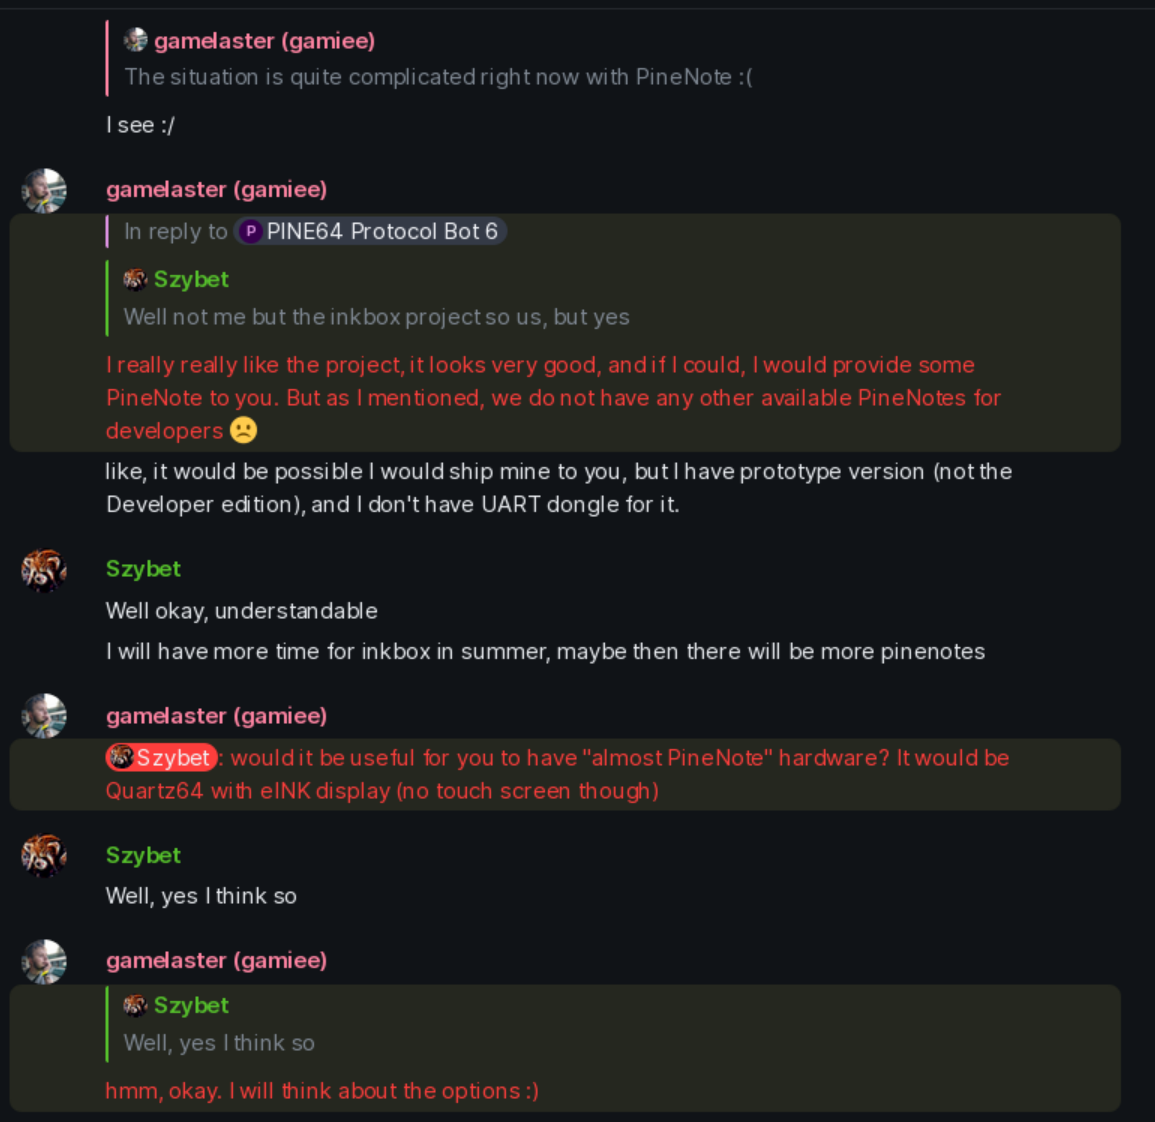 gamelaster (gamiee)
The situation is quite complicated right now with PineNote :(
I see :/
gamelaster (gamiee)
In reply to P PINE64 Protocol Bot 6
Szybet
Well not me but the inkbox project so us, but yes
I really really like the project, it looks very good, and if I could, I would provide some
PineNote to you. But as I mentioned, we do not have any other available PineNotes for
developers 🙁
like, it would be possible I would ship mine to you, but I have prototype version (not the
Developer edition), and I don't have UART dongle for it.
Szybet
Well okay, understandable
I will have more time for inkbox in summer, maybe then there will be more pinenotes
gamelaster (gamiee)
Szybet: would it be useful for you to have "almost PineNote" hardware? It would be
Quartz64 with eINK display (no touch screen though)
Szybet
Well, yes I think so
gamelaster (gamiee)
Szybet
Well, yes I think so
hmm, okay. I will think about the options :)